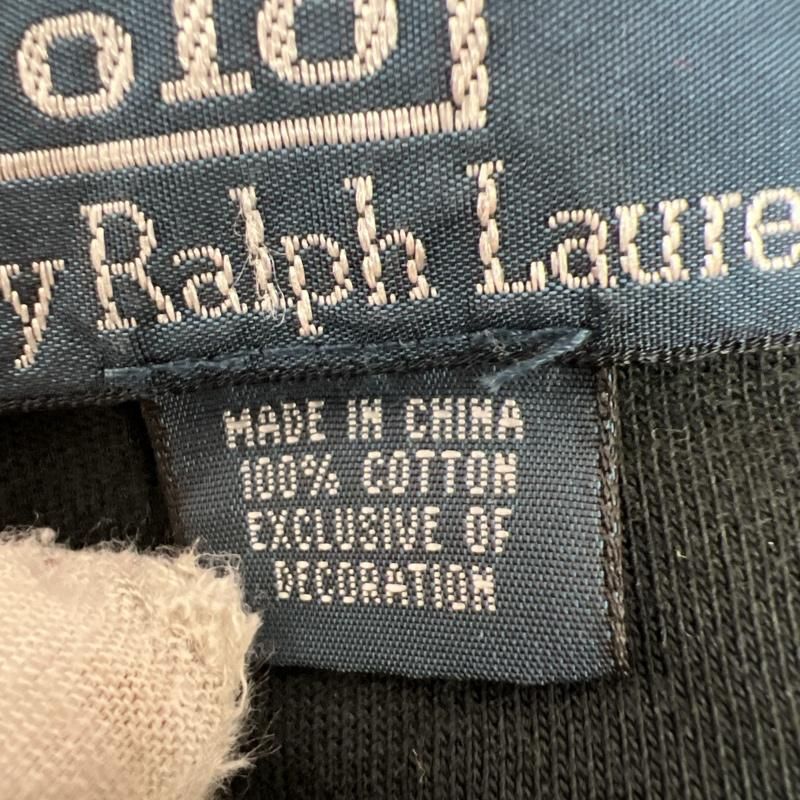 olo
y Ralph Laure
MADE IN CHINA
100% COTTON
EXCLUSIVE OF
DECORATION